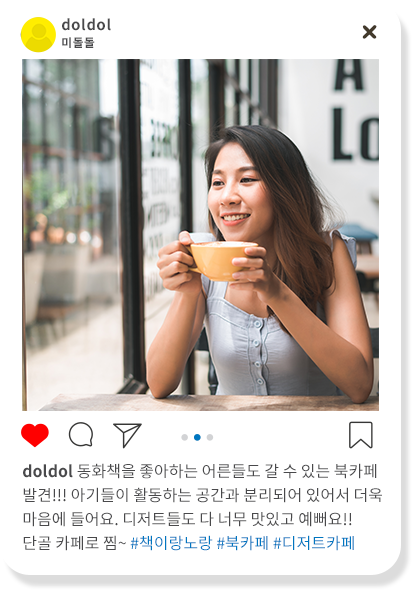 doldol
미돌돌
A
LO
doldol 동화책을 좋아하는 어른들도 갈 수 있는 북카페
발견!!! 아기들이 활동하는 공간과 분리되어 있어서 더욱
마음에 들어요. 디저트들도 다 너무 맛있고 예뻐요!!
단골 카페로 찜~ #책이랑노랑 #북카페 #디저트카페